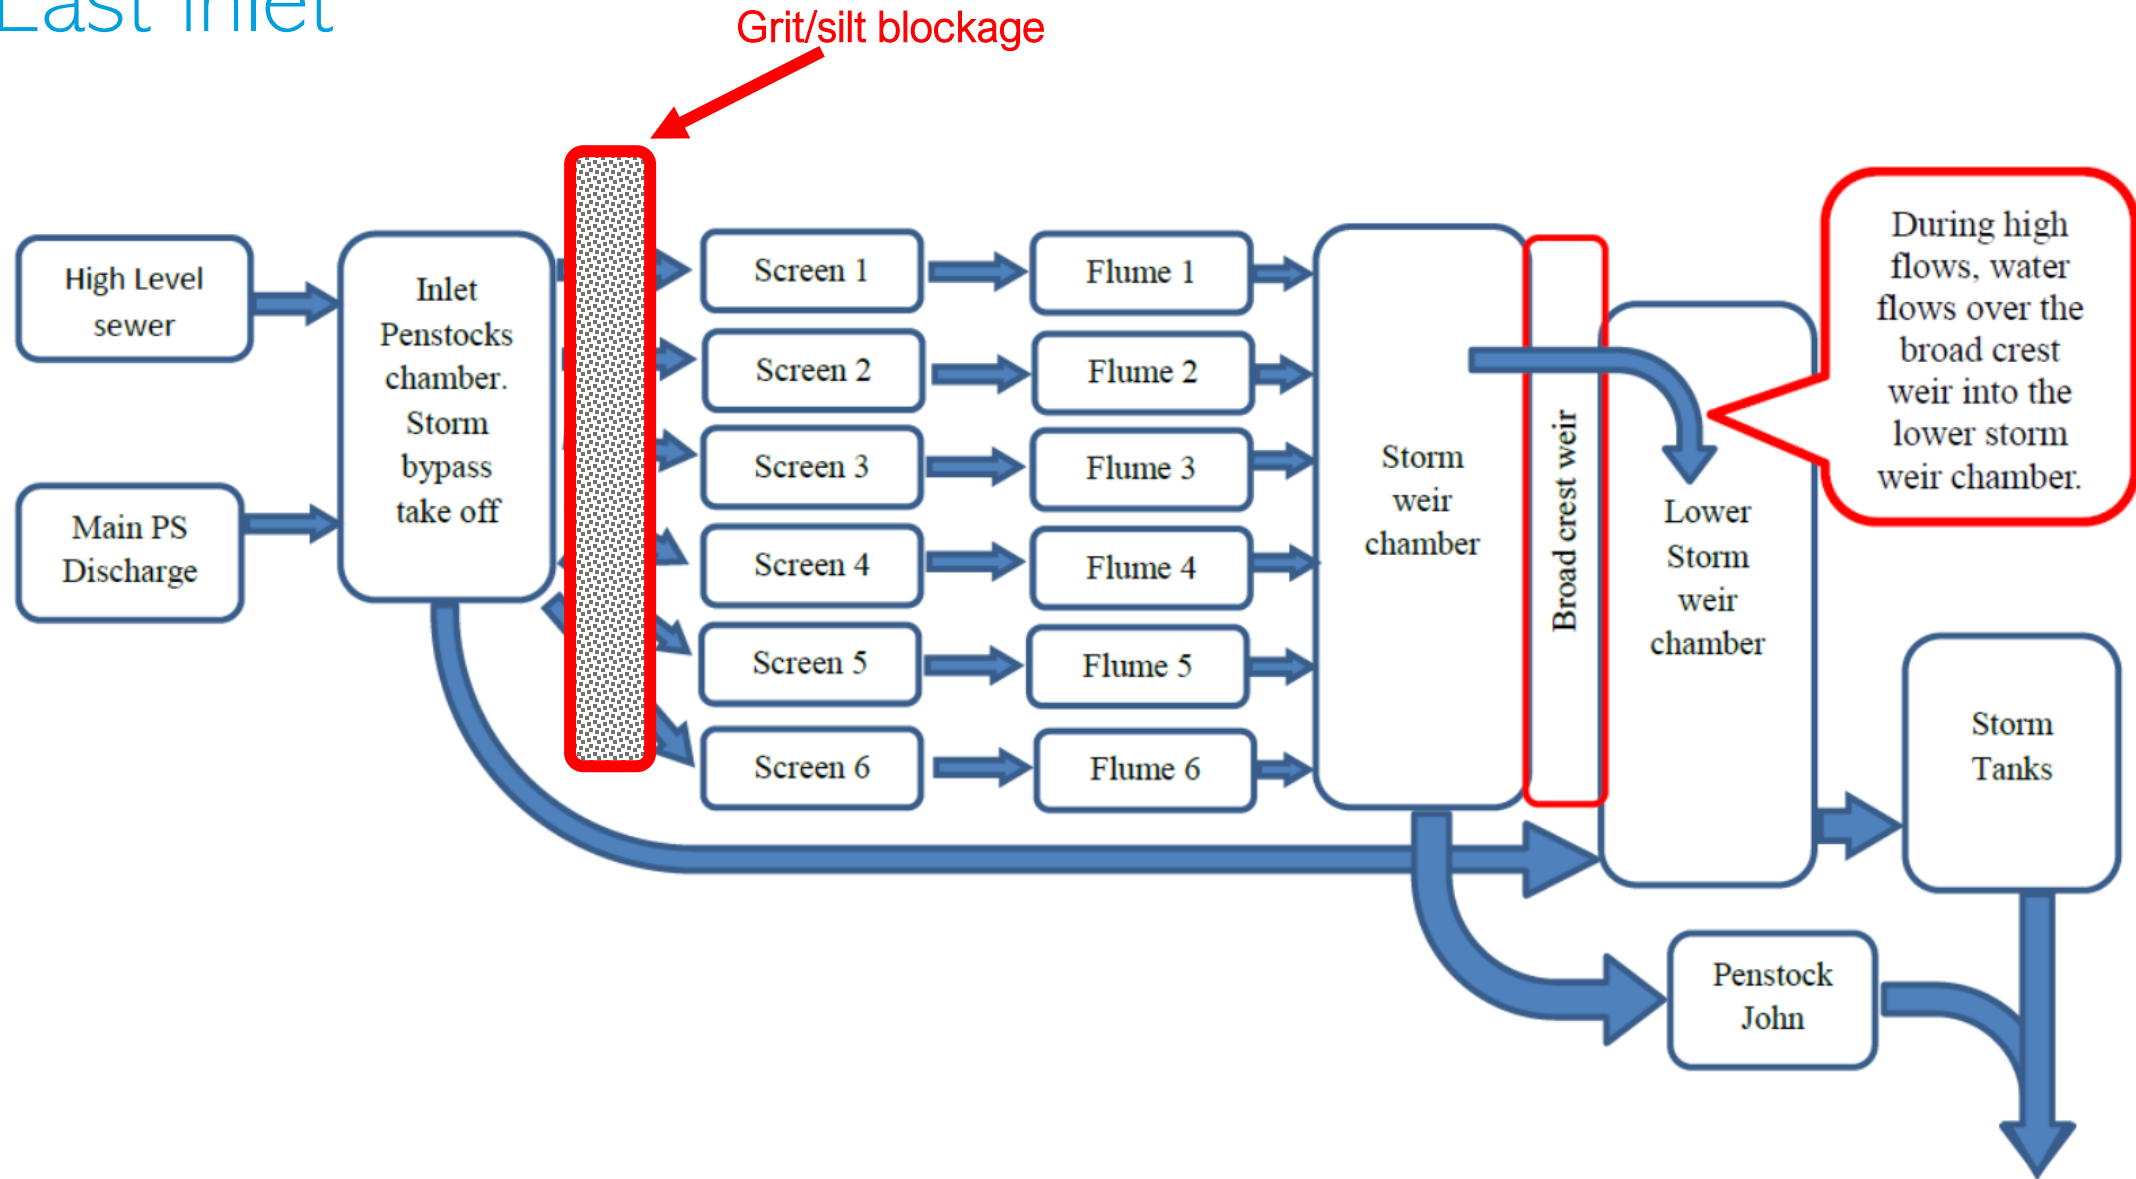 East Inlet
Grit/silt blockage
High Level
sewer
Main PS
Discharge
Inlet
Penstocks
chamber.
Storm
bypass
take off
Screen 1
Flume 1
Screen 2
Flume 2
Screen 3
Flume 3
Screen 4
Flume 4
Screen 5
Flume 5
Screen 6
Flume 6
Storm
weir
chamber
Broad crest weir
Lower
Storm
weir
chamber
During high
flows, water
flows over the
broad crest
weir into the
lower storm
weir chamber.
Storm
Tanks
Penstock
John